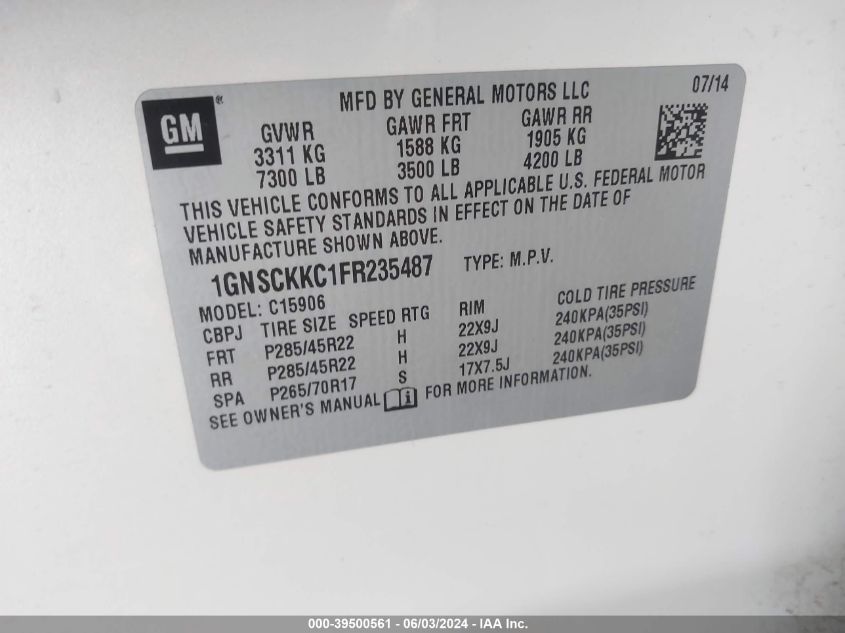 GM ®
MFD BY GENERAL MOTORS LLC 07/14
GVWR GAWR FRT GAWR RR
3311 KG 1588 KG 1905 KG
7300 LB 3500 LB 4200 LB
THIS VEHICLE CONFORMS TO ALL APPLICABLE U.S. FEDERAL MOTOR
VEHICLE SAFETY STANDARDS IN EFFECT ON THE DATE OF
MANUFACTURE SHOWN ABOVE.
1GNSCKKC1FR235487 TYPE: M.P.V.
MODEL: C15906
CBPJ TIRE SIZE SPEED RTG RIM COLD TIRE PRESSURE
FRT P285/45R22 H 22X9J 240KPA(35PSI)
RR P285/45R22 H 22X9J 240KPA(35PSI)
SPA P265/70R17 S 17X7.5J 240KPA(35PSI)
SEE OWNER'S MANUAL FOR MORE INFORMATION.
000-39500561 - 06/03/2024 - IAA Inc.